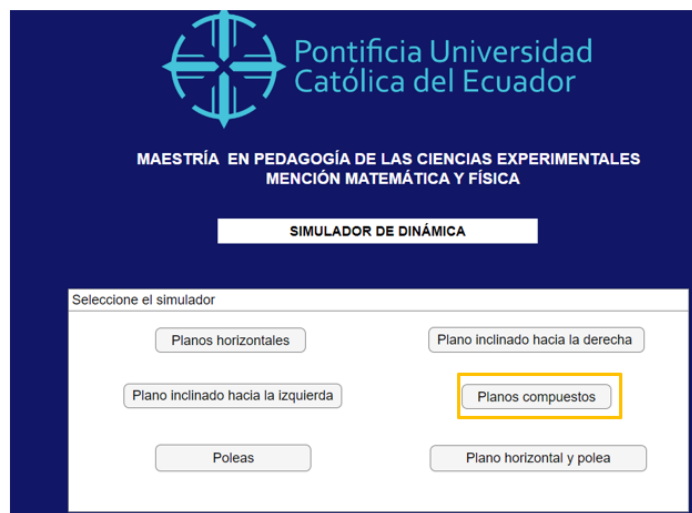 Pontificia Universidad
Católica del Ecuador
MAESTRÍA  EN PEDAGOGÍA DE LAS CIENCIAS EXPERIMENTALES
MENCIÓN MATEMÁTICA Y FÍSICA
SIMULADOR DE DINÁMICA
Seleccione el simulador
Planos horizontales
Plano inclinado hacia la derecha
Plano inclinado hacia la izquierda
Planos compuestos
Poleas
Plano horizontal y polea